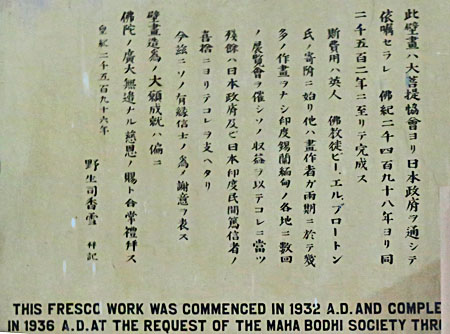 此壁畫ハ大菩提協會ヨリ日本政府ヲ通シテ
依囑セラレ 佛紀二千四百九十八年ヨリ同
二千五百二年ニ至リテ完成ス
斯費用ハ英人 佛教徒ビー、エル、ブロートン
氏ノ寄附ニ始リ他ハ畫作者ガ雨期ニ於テ幾
多ノ作畫ヲナシ印度錫蘭緬甸ノ各地ニ數回
ノ展覧會ヲ催シソノ収益ヲ以テコレニ當ツ
殘餘ハ日本政府及ビ日本印度民間篤信者ノ
喜捨ニヨリテコレヲ支ヘタリ
今茲ニソノ有縁信士ノ爲ノ謝意ヲ表ス
壁畫造為ノ大願成就ハ偏ニ
佛陀ノ廣大無邊ナル慈恩ノ賜ト合掌禮拜ス
皇紀二千五百九十六年
野生司香雪 拜記
THIS FRESCO WORK WAS COMMENCED IN 1932 A.D. AND COMPLE
IN 1936 A.D. AT THE REQUEST OF THE MAHA BODHI SOCIETY THR